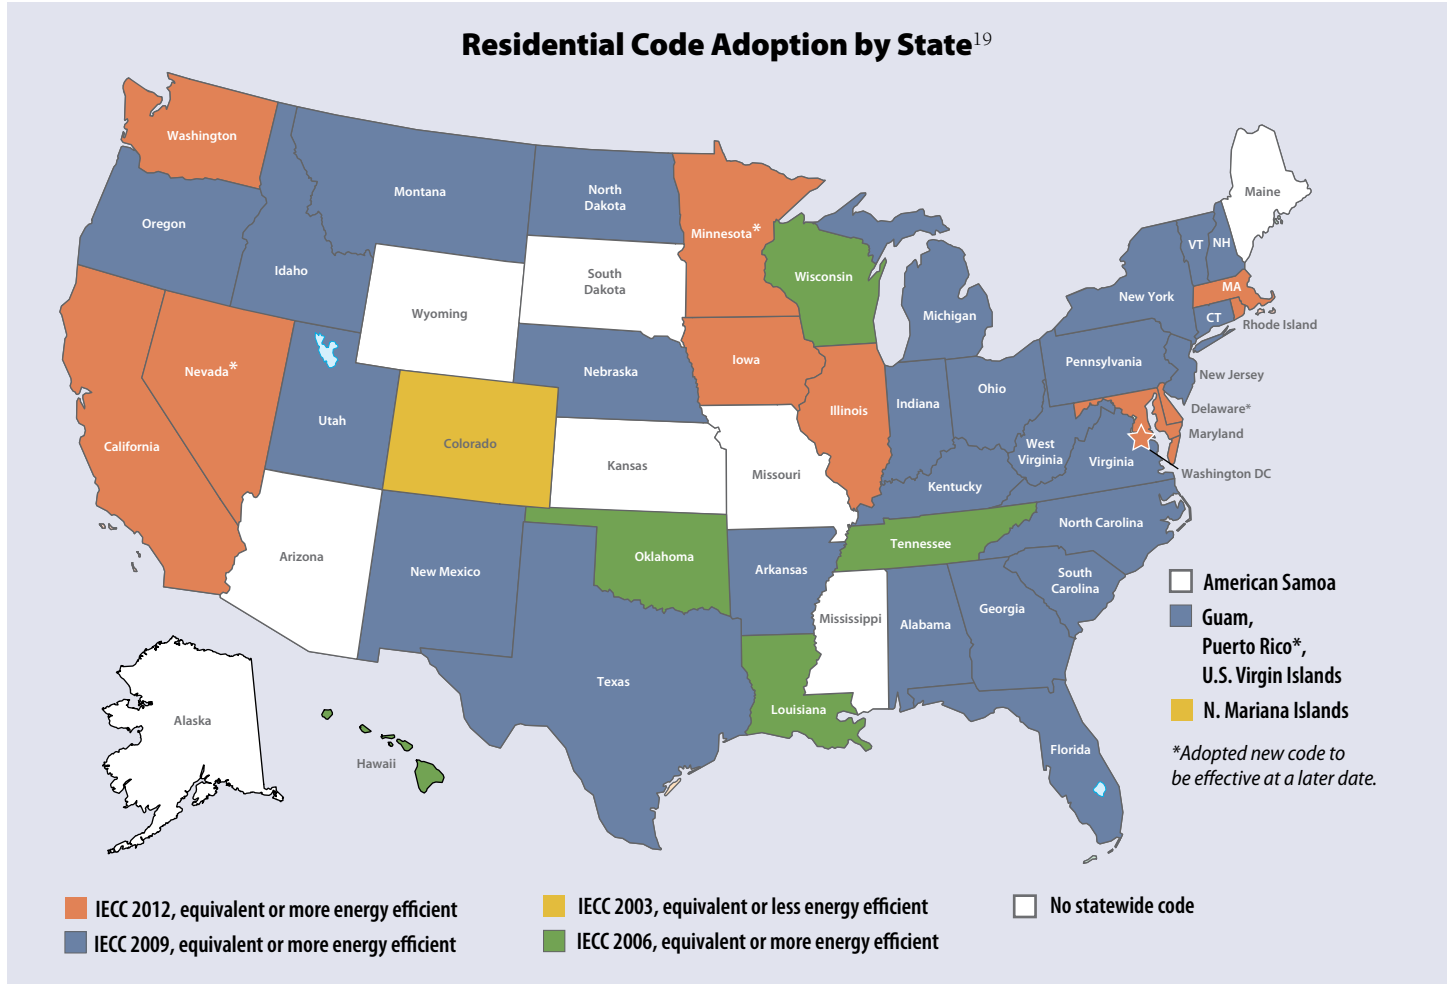 Residential Code Adoption by State19
Washington
Oregon
Montana
Idaho
North
Dakota
Minnesota*
South
Dakota
Wisconsin
Wyoming
Michigan
Maine
VT
NH
New York
MA
CT
Rhode Island
Nevada*
Utah
California
Colorado
Nebraska
Iowa
Illinois
Indiana
Ohio
Pennsylvania
New Jersey
Delaware*
Maryland
Washington DC
West
Virginia
Virginia
Kansas
Missouri
Kentucky
North Carolina
Tennessee
Arizona
New Mexico
Oklahoma
Arkansas
South
Carolina
Georgia
Alabama
Mississippi
Texas
Louisiana
Florida
Alaska
Hawaii
American Samoa
Guam,
Puerto Rico*,
U.S. Virgin Islands
N. Mariana Islands
*Adopted new code to
be effective at a later date.
IECC 2012, equivalent or more energy efficient
IECC 2009, equivalent or more energy efficient
IECC 2003, equivalent or less energy efficient
IECC 2006, equivalent or more energy efficient
No statewide code